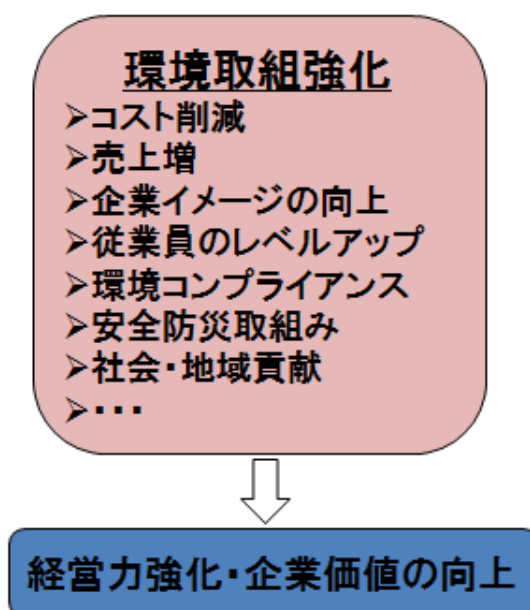 環境取組強化
➢コスト削減
➢売上増
➢企業イメージの向上
➢従業員のレベルアップ
➢環境コンプライアンス
➢安全防災取組み
➢社会・地域貢献
➢・・・
経営力強化・企業価値の向上